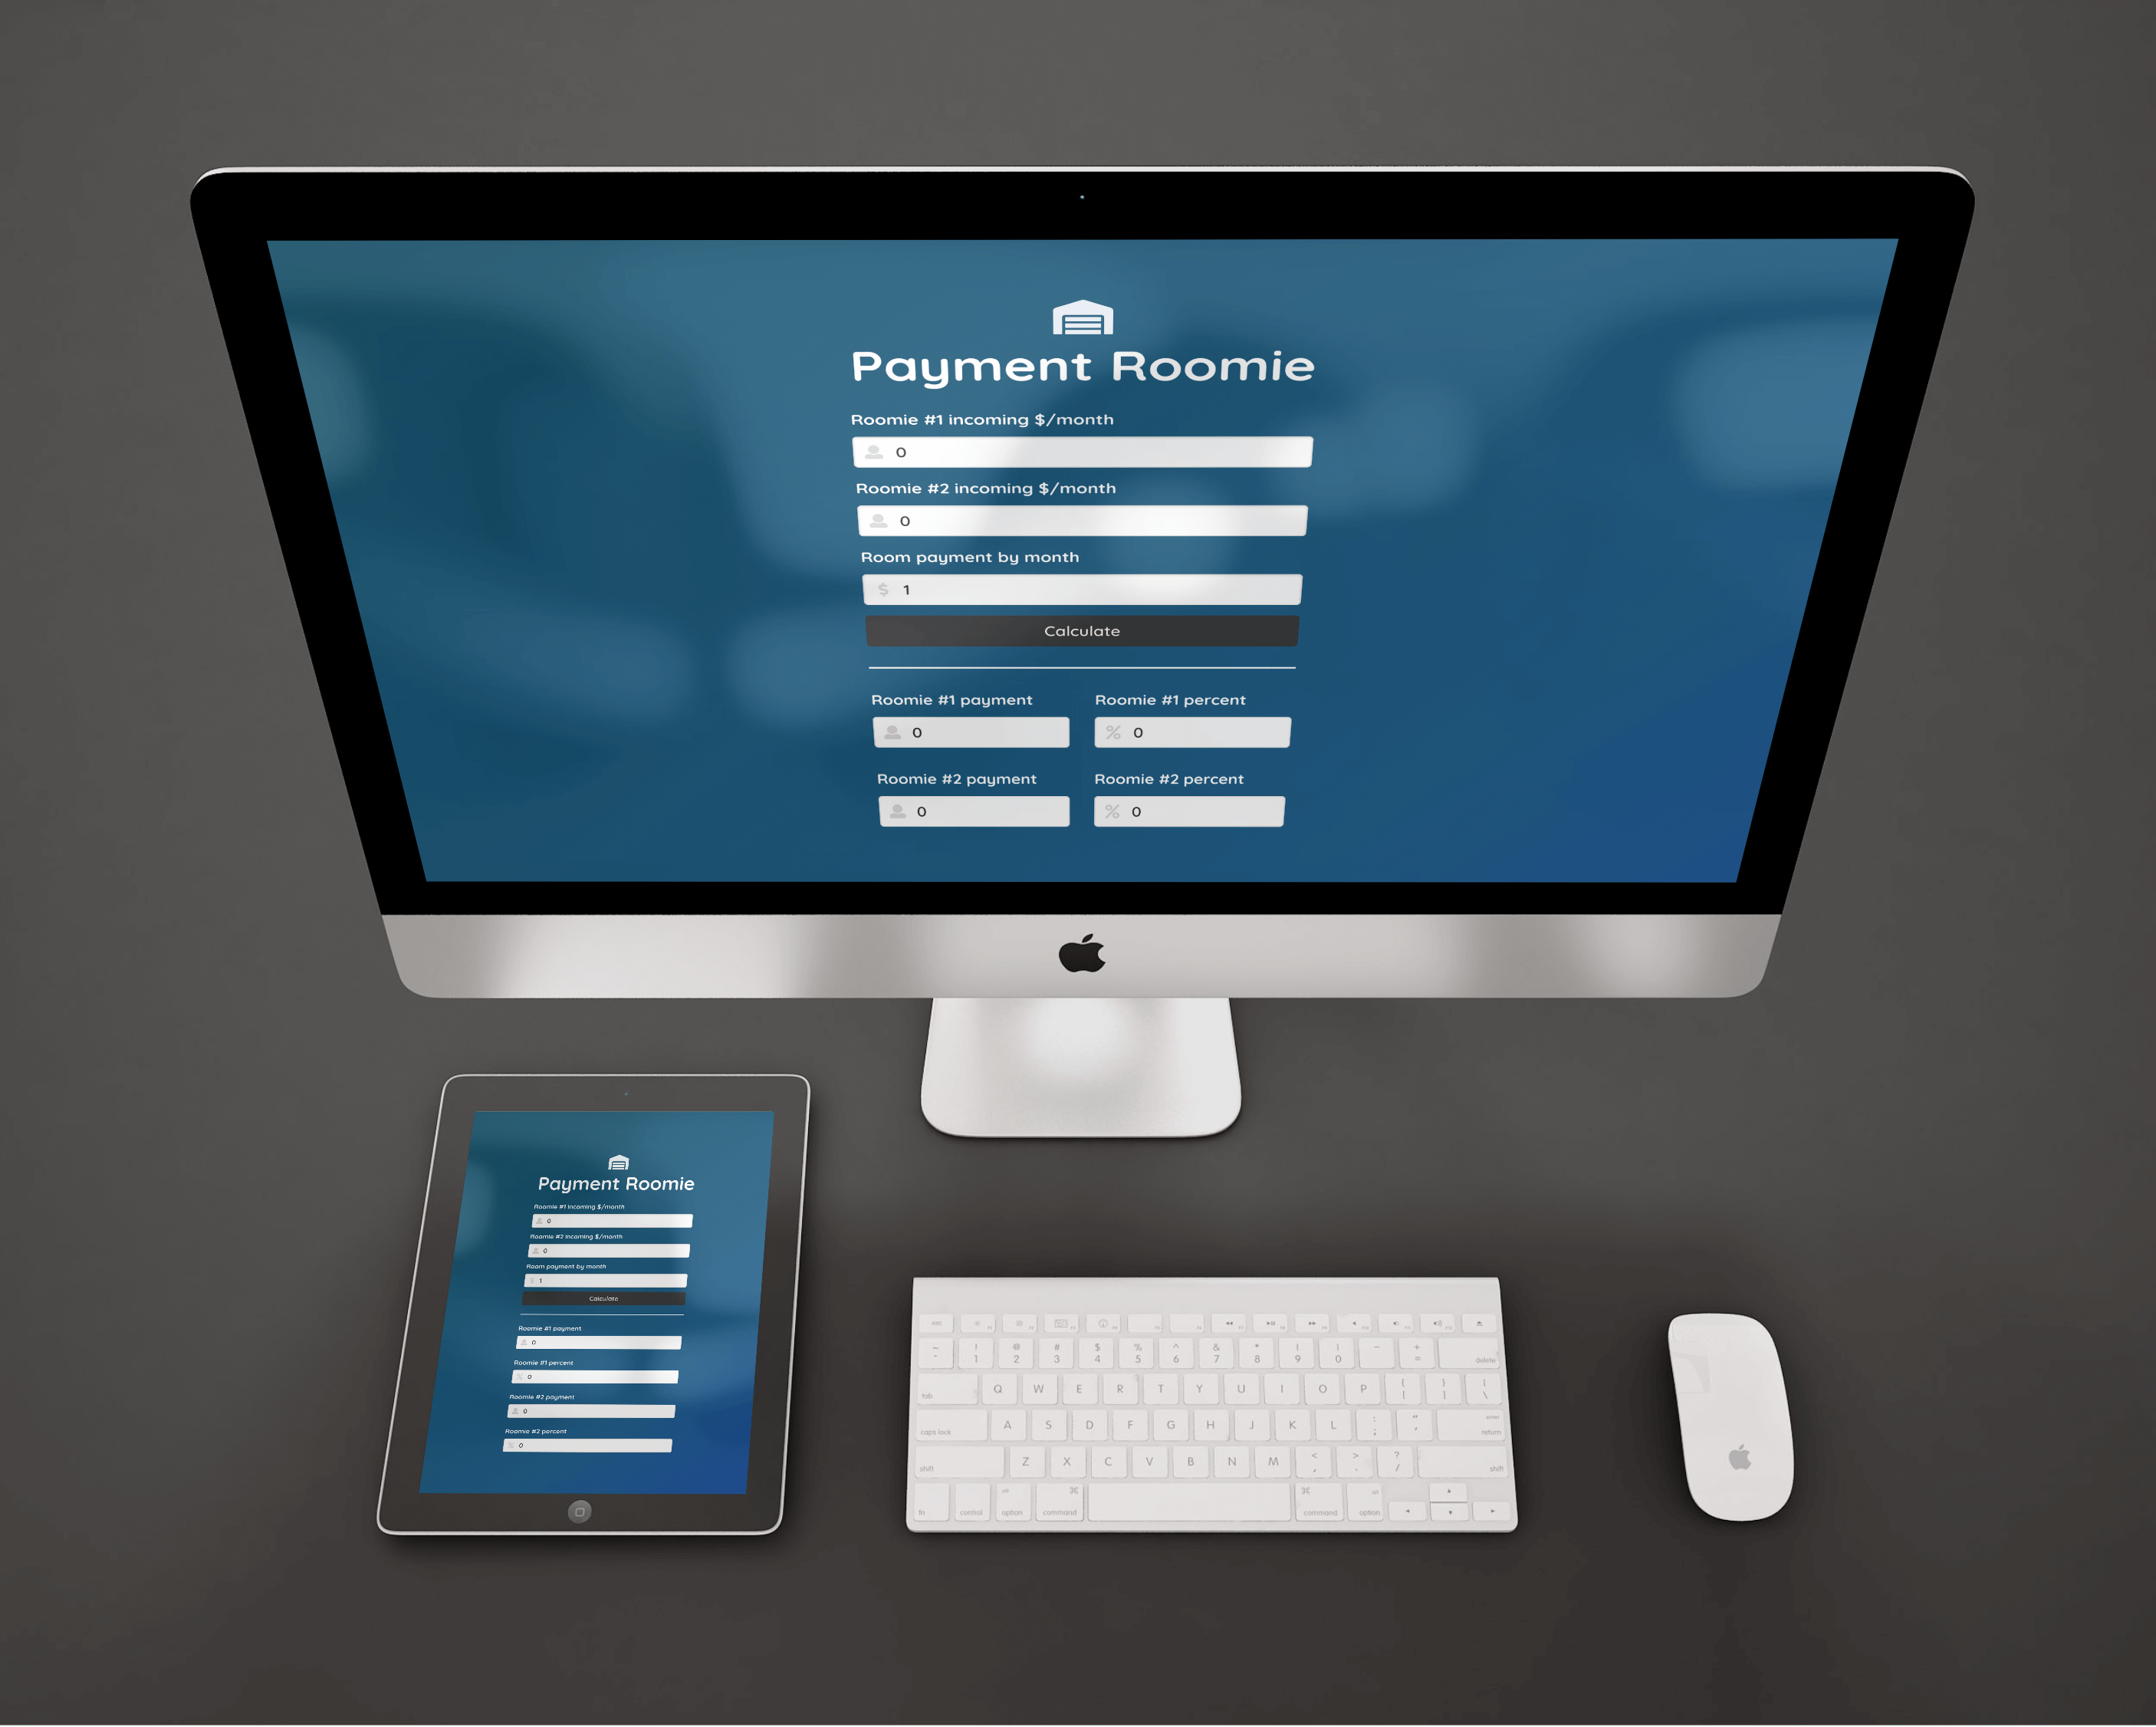 Payment Roomie
Roomie #1 incoming $/month
0
Roomie #2 incoming $/month
0
Room payment by month
$ 1
Calculate
Roomie #1 payment Roomie #1 percent
0 % 0
Roomie #2 payment Roomie #2 percent
0 % 0
Payment Roomie
Roomie #1 incoming $/month
0
Roomie #2 incoming $/month
0
Room payment by month
1
Calculate
Roomie #1 payment
0
Roomie #1 percent
0
Roomie #2 payment
0
Roomie #2 percent
0
~ ! @ # $ % ^ & *
1 2 3 4 5 6 7 8 9 0 - + = delete
tab Q W E R T Y U I O P { [ } ] \
caps lock A S D F G H J K L : ; " ' enter return
shift Z X C V B N M < , > . ? / shift
fn control option command command option